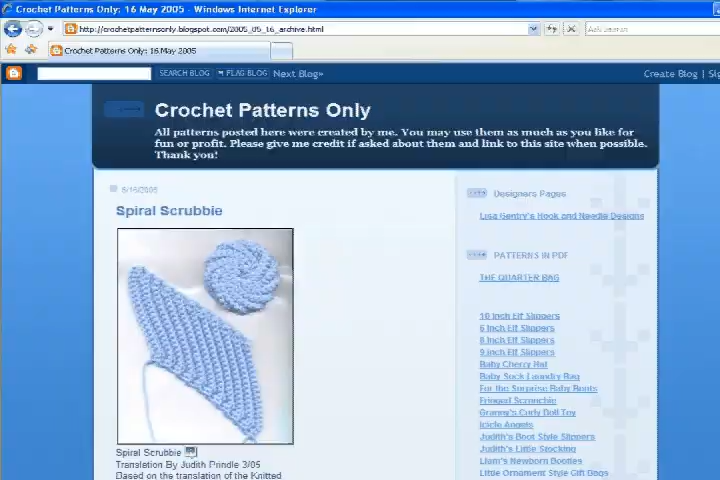 Crochet Patterns Only: 16 May 2005 - Windows Internet Explorer
http://crochetpatternsonly.blogspot.com/2005_05_16_archive.html
Ask Search
Crochet Patterns Only: 16 May 2005
SEARCH BLOG FLAG BLOG Next Blog»
Create Blog | Sig
Crochet Patterns Only
All patterns posted here were created by me. You may use them as much as you like for
fun or profit. Please give me credit if asked about them and link to this site when possible.
Thank you!
5/16/2005
Spiral Scrubbie
Spiral Scrubbie
Translation By Judith Prindle 3/05
Based on the translation of the Knitted
Designers Pages
Lisa Gentry's Hook and Needle Designs
PATTERNS IN PDF
THE QUARTER BAG
10 Inch Elf Slippers
6 Inch Elf Slippers
8 Inch Elf Slippers
9 inch Elf Slippers
Baby Cherry Hat
Baby Sock Laundry Bag
For the Surprise Baby Boots
Fringed Scrunchie
Granny's Curly Doll Toy
Icicle Angels
Judith's Boot Style Slippers
Judith's Little Stocking
Liam's Newborn Booties
Little Ornament Style Gift Bags